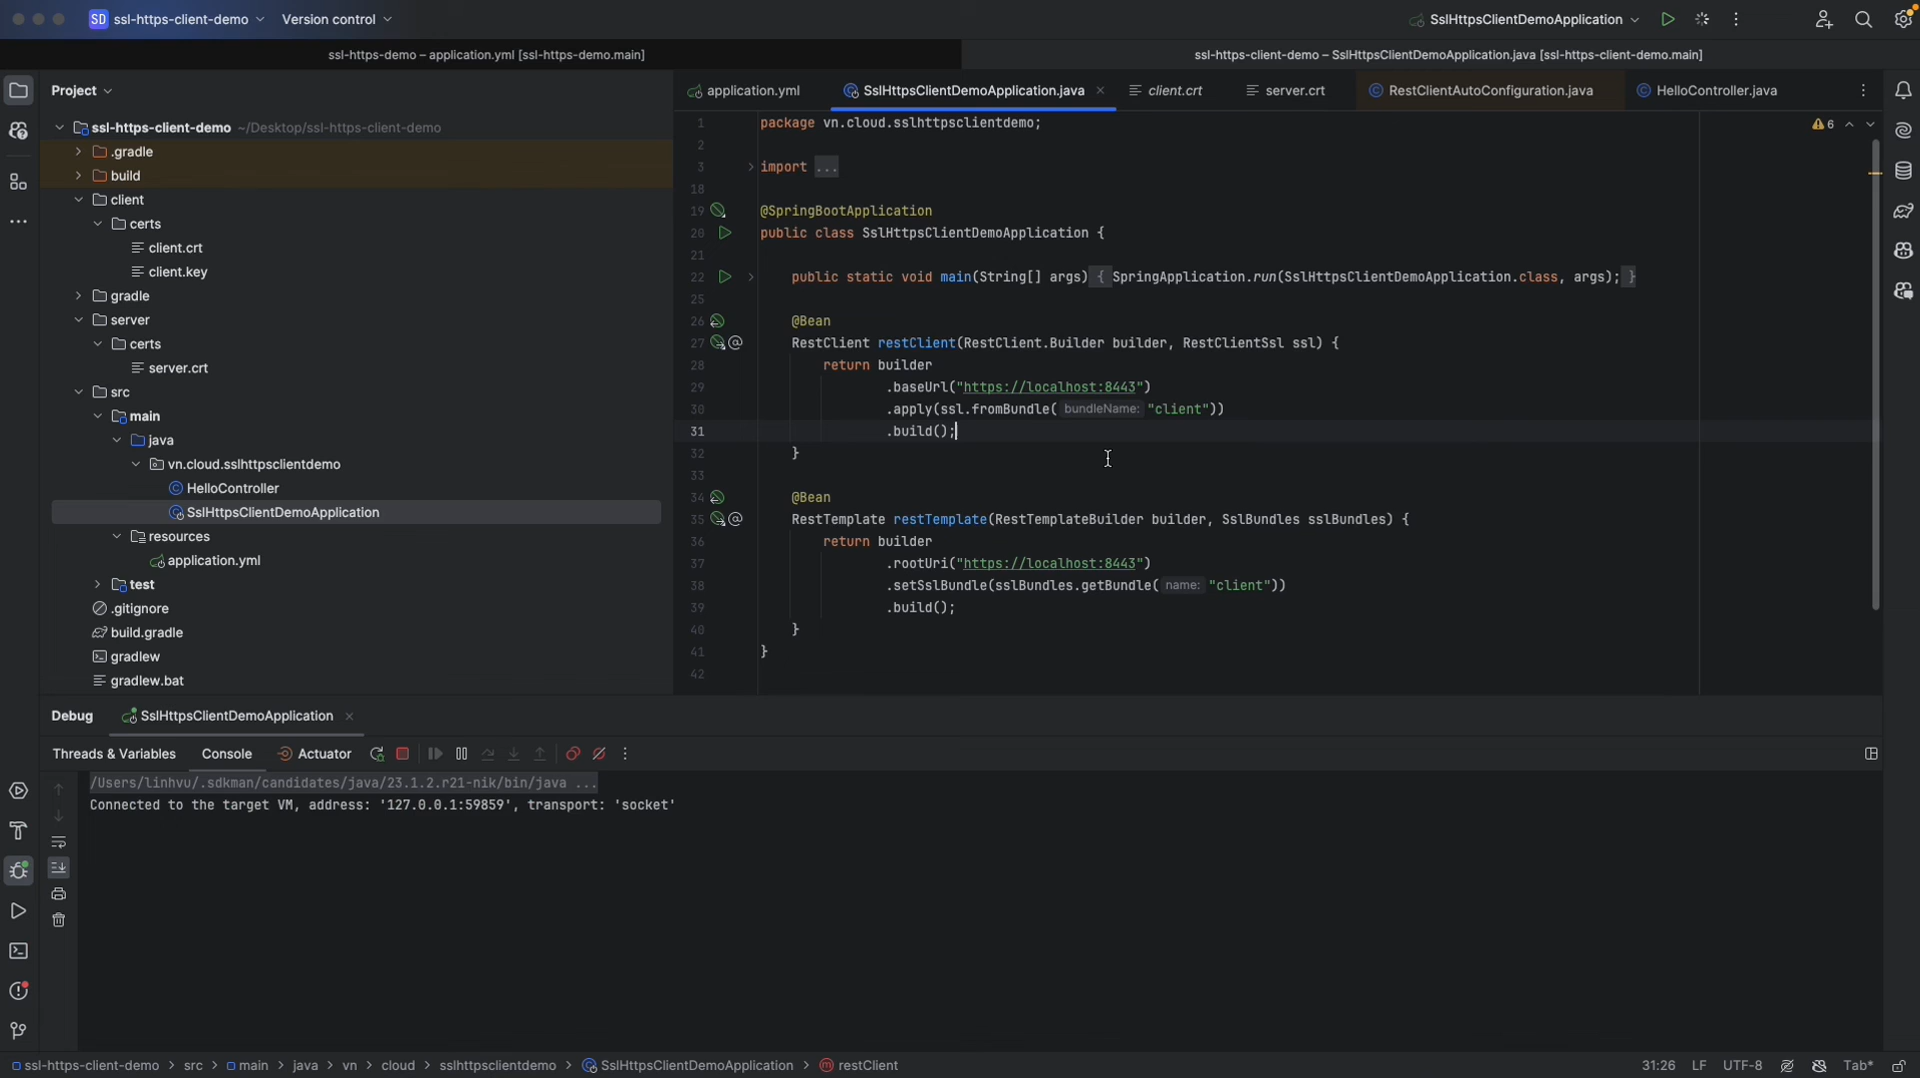 SD ssl-https-client-demo Version control SslHttpsClientDemoApplication
ssl-https-demo – application.yml [ssl-https-demo.main] ssl-https-client-demo – SslHttpsClientDemoApplication.java [ssl-https-client-demo.main]
Project
ssl-https-client-demo ~/Desktop/ssl-https-client-demo
.gradle
build
client
certs
client.crt
client.key
gradle
server
certs
server.crt
src
main
java
vn.cloud.sslhttpsclientdemo
HelloController
SslHttpsClientDemoApplication
resources
application.yml
test
.gitignore
build.gradle
gradlew
gradlew.bat
application.yml SslHttpsClientDemoApplication.java client.crt server.crt RestClientAutoConfiguration.java HelloController.java
6
1 package vn.cloud.sslhttpsclientdemo;
2
3 import ...
18
19 @SpringBootApplication
20 public class SslHttpsClientDemoApplication {
21
22 public static void main(String[] args) { SpringApplication.run(SslHttpsClientDemoApplication.class, args); }
25
26 @Bean
27 RestClient restClient(RestClient.Builder builder, RestClientSsl ssl) {
28 return builder
29 .baseUrl("https://localhost:8443")
30 .apply(ssl.fromBundle( bundleName: "client"))
31 .build();
32 }
33
34 @Bean
35 RestTemplate restTemplate(RestTemplateBuilder builder, SslBundles sslBundles) {
36 return builder
37 .rootUri("https://localhost:8443")
38 .setSslBundle(sslBundles.getBundle( name: "client"))
39 .build();
40 }
41 }
42
Debug SslHttpsClientDemoApplication
Threads & Variables Console Actuator
/Users/linhvu/.sdkman/candidates/java/23.1.2.r21-nik/bin/java ...
Connected to the target VM, address: '127.0.0.1:59859', transport: 'socket'
ssl-https-client-demo > src > main > java > vn > cloud > sslhttpsclientdemo > SslHttpsClientDemoApplication > restClient 31:26 LF UTF-8 Tab*